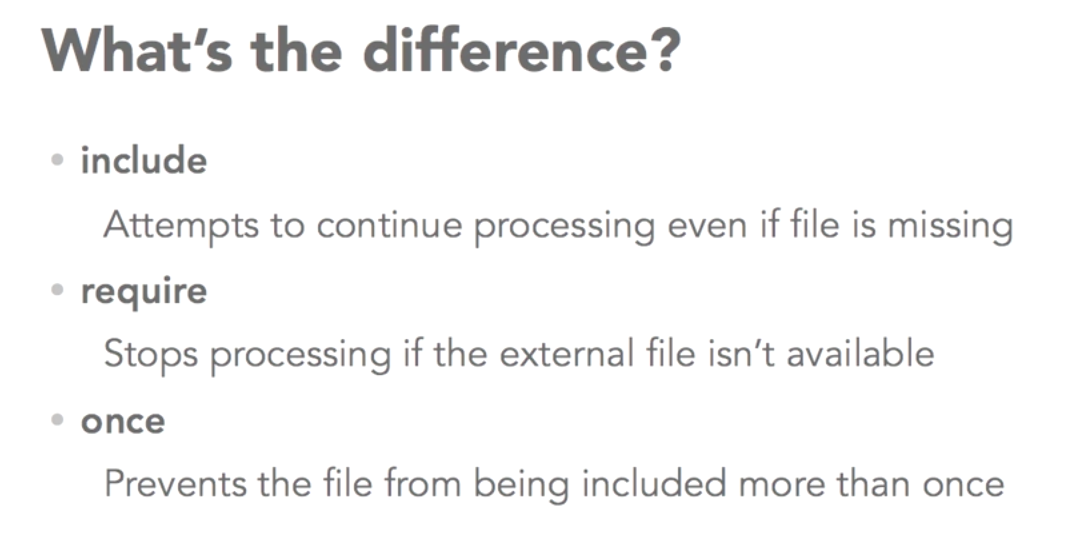 What’s the difference?
• include
Attempts to continue processing even if file is missing
• require
Stops processing if the external file isn’t available
• once
Prevents the file from being included more than once